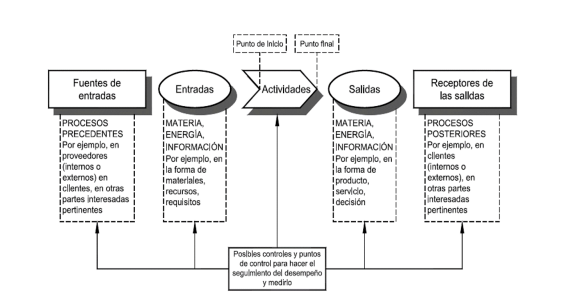 Punto de inicio
Punto final
Fuentes de
entradas
Entradas
Actividades
Salidas
Receptores de
las salidas
PROCESOS
PRECEDENTES
Por ejemplo, en
proveedores
(internos o
externos) en
clientes, en otras
partes interesadas
pertinentes
MATERIA,
ENERGÍA,
INFORMACIÓN
Por ejemplo, en
la forma de
materiales,
recursos,
requisitos
MATERIA,
ENERGÍA,
INFORMACIÓN
Por ejemplo, en
la forma de
producto,
servicio,
decisión
PROCESOS
POSTERIORES
Por ejemplo, en
clientes
(internos o
externos), en
otras partes
interesadas
pertinentes
Posibles controles y puntos
de control para hacer el
seguimiento del desempeño
y medirlo